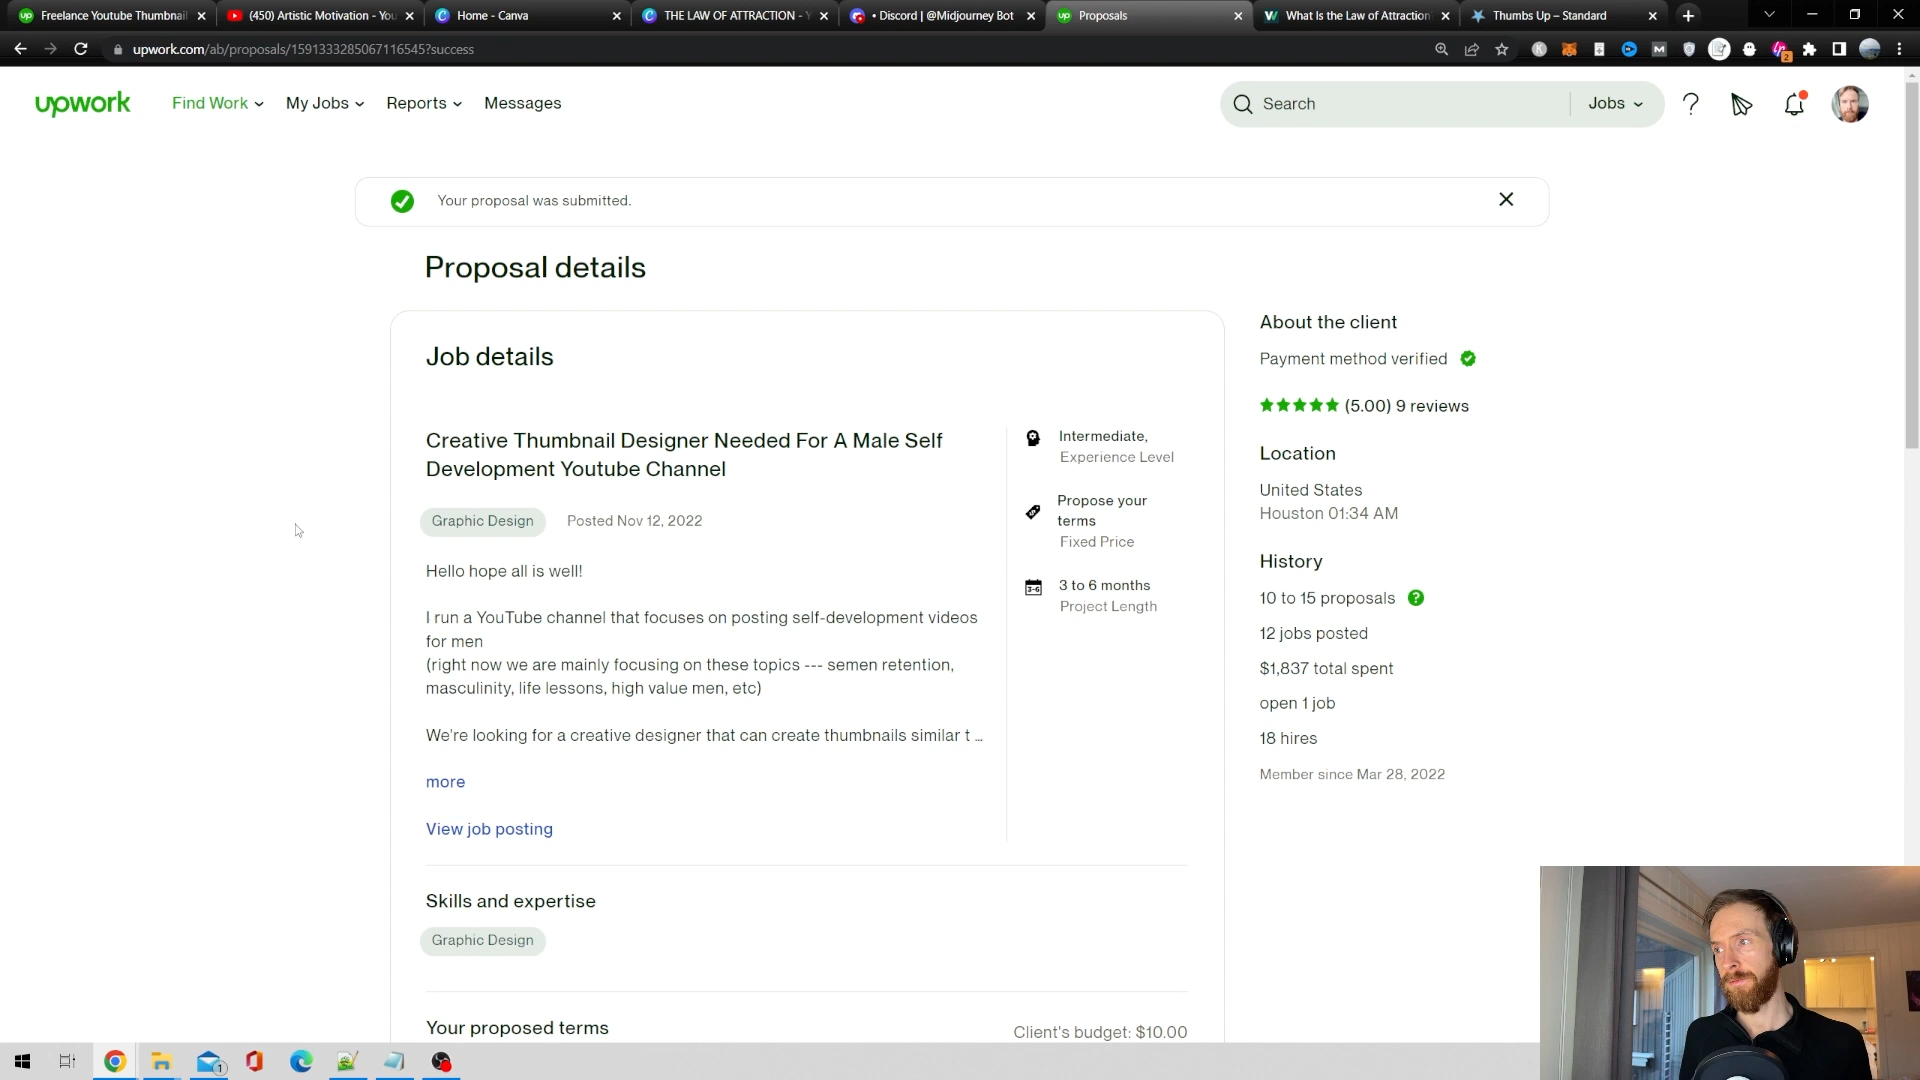 Freelance Youtube Thumbnail
(450) Artistic Motivation - You
Home - Canva
THE LAW OF ATTRACTION - Y
• Discord | @Midjourney Bot
Proposals
What Is the Law of Attraction
Thumbs Up – Standard
upwork.com/ab/proposals/1591333285067116545?success
upwork
Find Work
My Jobs
Reports
Messages
Search
Jobs
Your proposal was submitted.
Proposal details
Job details
Creative Thumbnail Designer Needed For A Male Self
Development Youtube Channel
Graphic Design
Posted Nov 12, 2022
Hello hope all is well!
I run a YouTube channel that focuses on posting self-development videos
for men
(right now we are mainly focusing on these topics --- semen retention,
masculinity, life lessons, high value men, etc)
We're looking for a creative designer that can create thumbnails similar t ...
more
View job posting
Intermediate,
Experience Level
Propose your
terms
Fixed Price
3 to 6 months
Project Length
Skills and expertise
Graphic Design
Your proposed terms
Client's budget: $10.00
About the client
Payment method verified
(5.00) 9 reviews
Location
United States
Houston 01:34 AM
History
10 to 15 proposals
12 jobs posted
$1,837 total spent
open 1 job
18 hires
Member since Mar 28, 2022